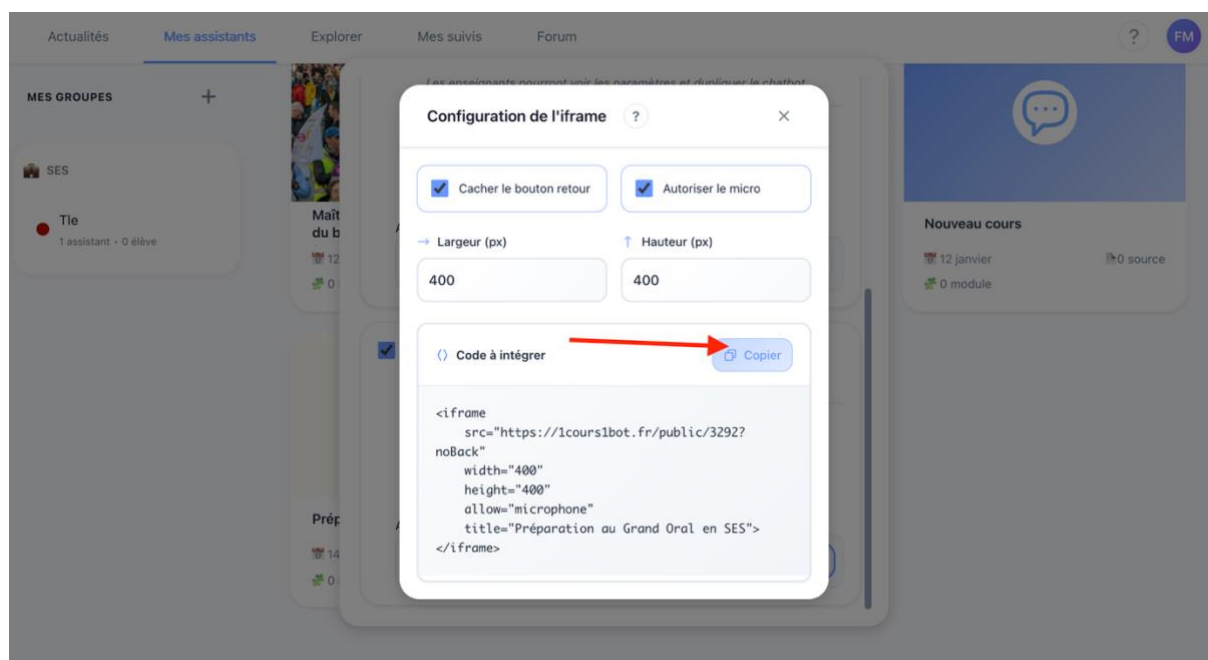 Actualités
Mes assistants
Explorer
Mes suivis
Forum
?
FM
MES GROUPES
+
SES
Tle
1 assistant • 0 élève
Les enseignants pourront voir les paramètres et dupliquer le chatbot
Maît
du b
12
0
Prép
14
0
Configuration de l'iframe
?
Cacher le bouton retour
Autoriser le micro
Largeur (px)
Hauteur (px)
400
400
Code à intégrer
Copier
<iframe
src="https://1cours1bot.fr/public/3292?
noBack"
width="400"
height="400"
allow="microphone"
title="Préparation au Grand Oral en SES">
</iframe>
Nouveau cours
12 janvier
0 source
0 module